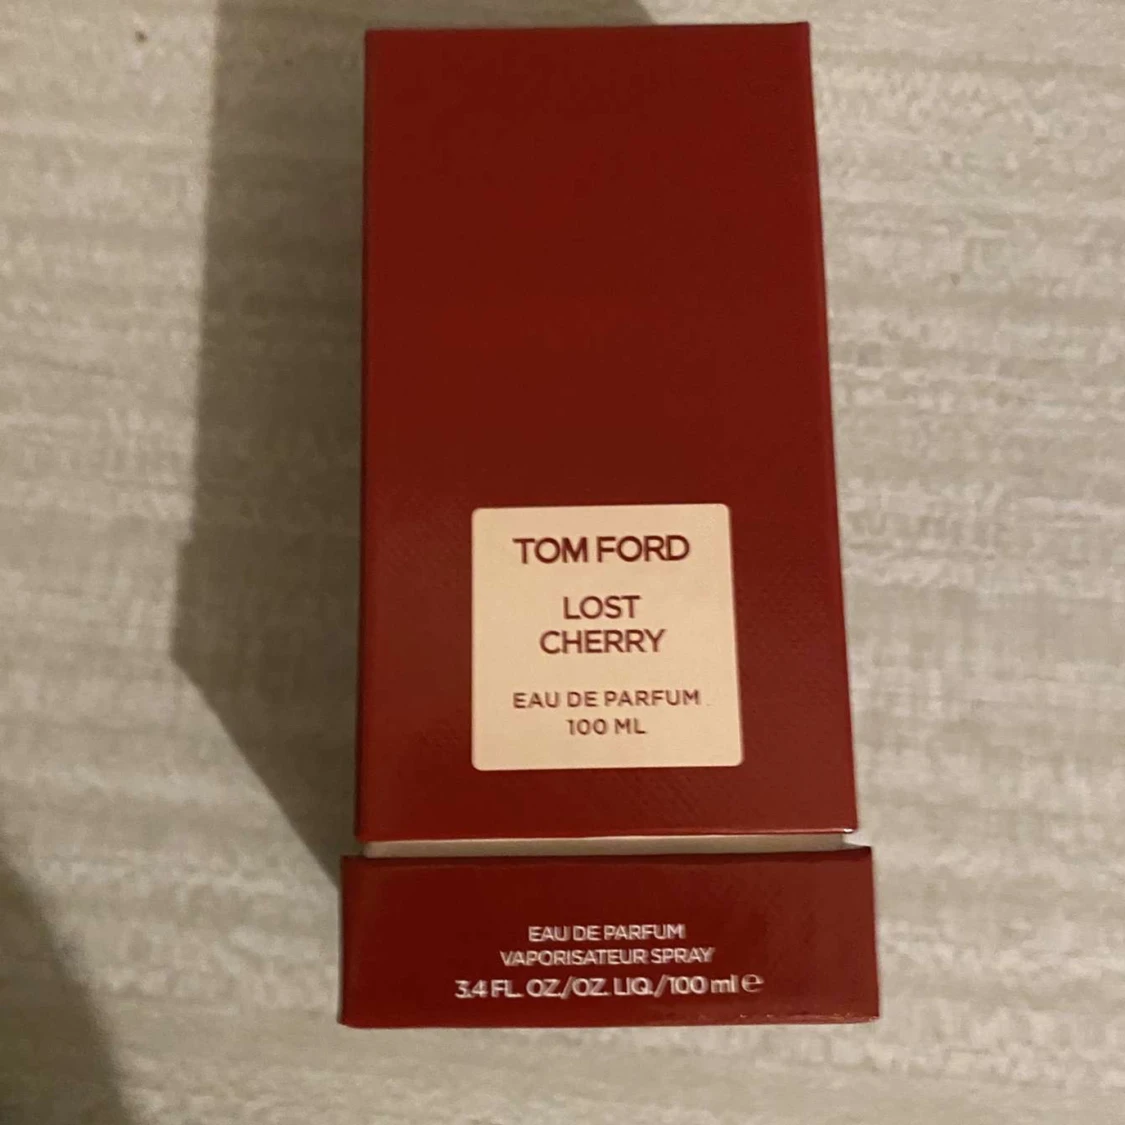 TOM FORD
LOST
CHERRY
EAU DE PARFUM
100 ML
EAU DE PARFUM
VAPORISATEUR SPRAY
3.4 FL. OZ./OZ. LIQ./100 ml ℮